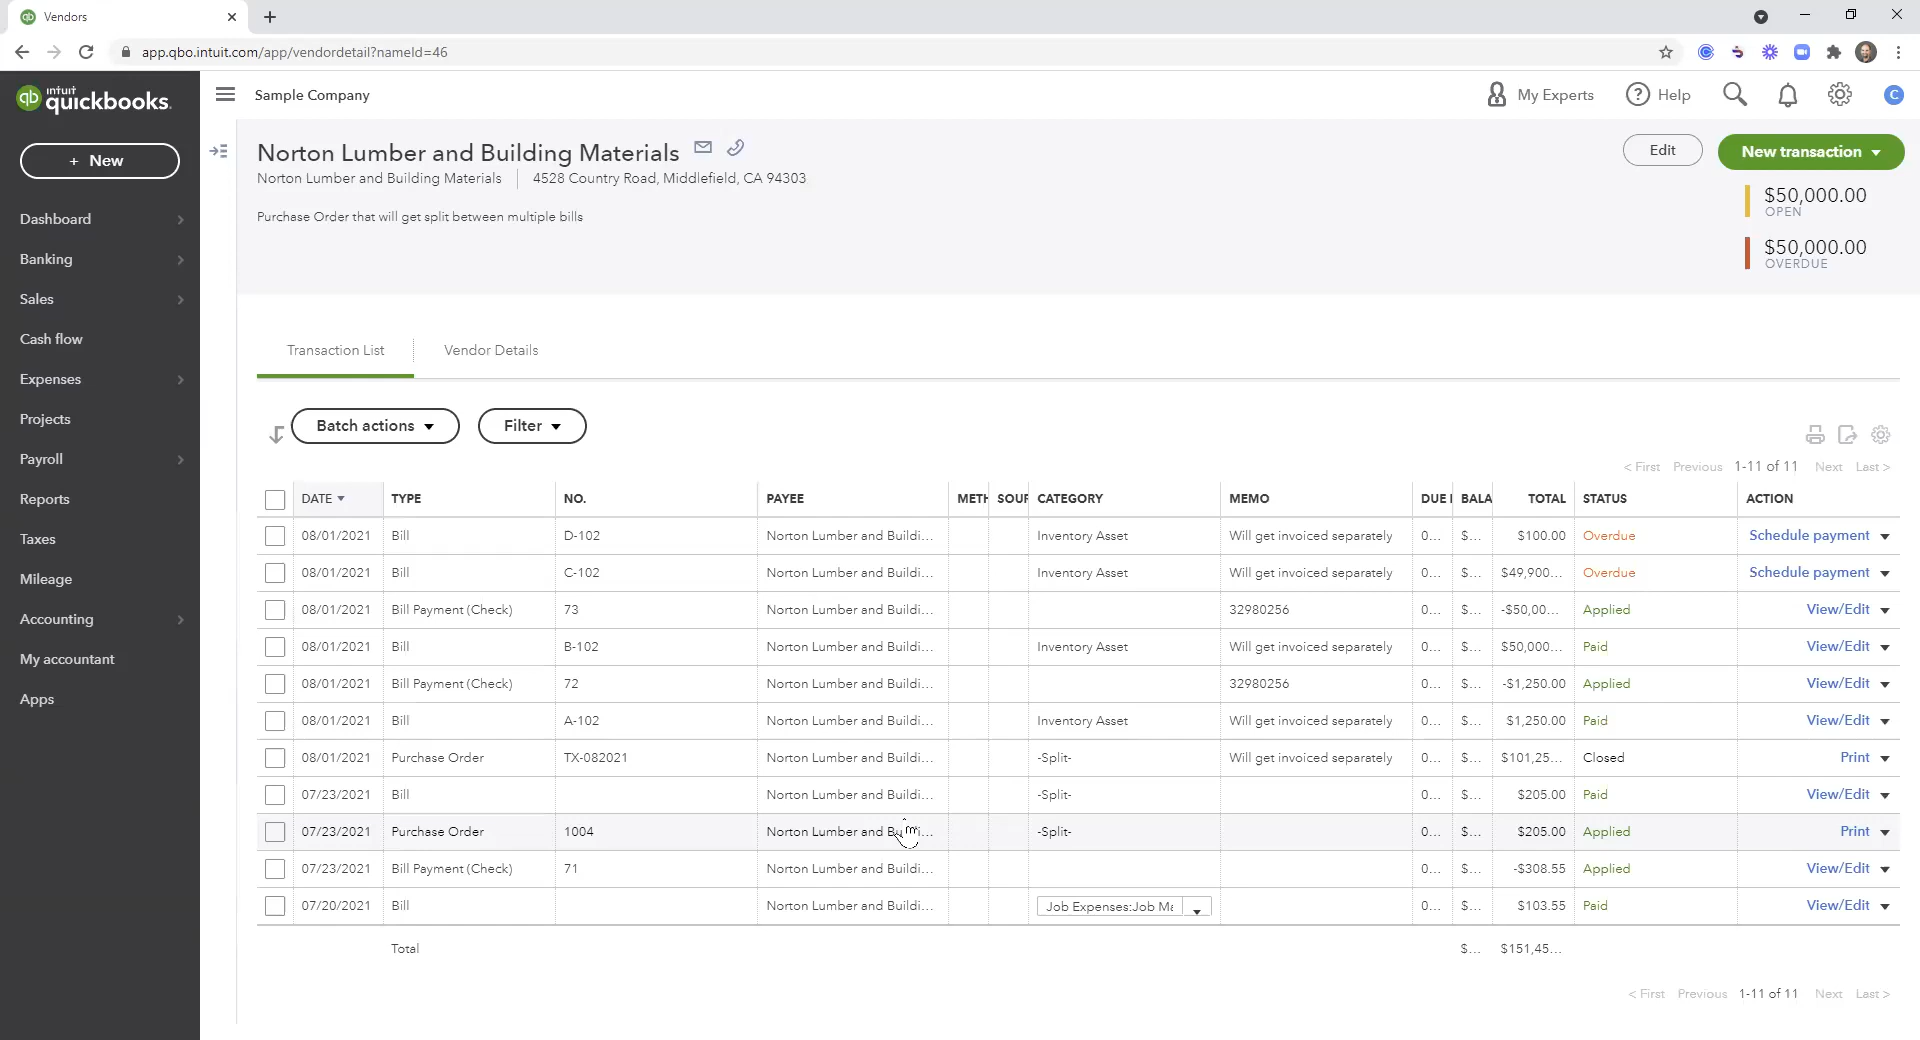 Vendors
app.qbo.intuit.com/app/vendordetail?nameId=46
intuit quickbooks.
Sample Company
My Experts
Help
C
+ New
Dashboard
Banking
Sales
Cash flow
Expenses
Projects
Payroll
Reports
Taxes
Mileage
Accounting
My accountant
Apps
Norton Lumber and Building Materials
Norton Lumber and Building Materials 4528 Country Road, Middlefield, CA 94303
Purchase Order that will get split between multiple bills
Edit
New transaction
$50,000.00
OPEN
$50,000.00
OVERDUE
Transaction List Vendor Details
Batch actions Filter
< First Previous 1-11 of 11 Next Last >
DATE TYPE NO. PAYEE METH SOUR CATEGORY MEMO DUE BALA TOTAL STATUS ACTION
08/01/2021 Bill D-102 Norton Lumber and Buildi... Inventory Asset Will get invoiced separately 0... $... $100.00 Overdue Schedule payment
08/01/2021 Bill C-102 Norton Lumber and Buildi... Inventory Asset Will get invoiced separately 0... $... $49,900... Overdue Schedule payment
08/01/2021 Bill Payment (Check) 73 Norton Lumber and Buildi... 32980256 0... $... -$50,00... Applied View/Edit
08/01/2021 Bill B-102 Norton Lumber and Buildi... Inventory Asset Will get invoiced separately 0... $... $50,000... Paid View/Edit
08/01/2021 Bill Payment (Check) 72 Norton Lumber and Buildi... 32980256 0... $... -$1,250.00 Applied View/Edit
08/01/2021 Bill A-102 Norton Lumber and Buildi... Inventory Asset Will get invoiced separately 0... $... $1,250.00 Paid View/Edit
08/01/2021 Purchase Order TX-082021 Norton Lumber and Buildi... -Split- Will get invoiced separately 0... $... $101,25... Closed Print
07/23/2021 Bill Norton Lumber and Buildi... -Split- 0... $... $205.00 Paid View/Edit
07/23/2021 Purchase Order 1004 Norton Lumber and Buildi... -Split- 0... $... $205.00 Applied Print
07/23/2021 Bill Payment (Check) 71 Norton Lumber and Buildi... 0... $... -$308.55 Applied View/Edit
07/20/2021 Bill Norton Lumber and Buildi... Job Expenses:Job Ma 0... $... $103.55 Paid View/Edit
Total $... $151,45...
< First Previous 1-11 of 11 Next Last >